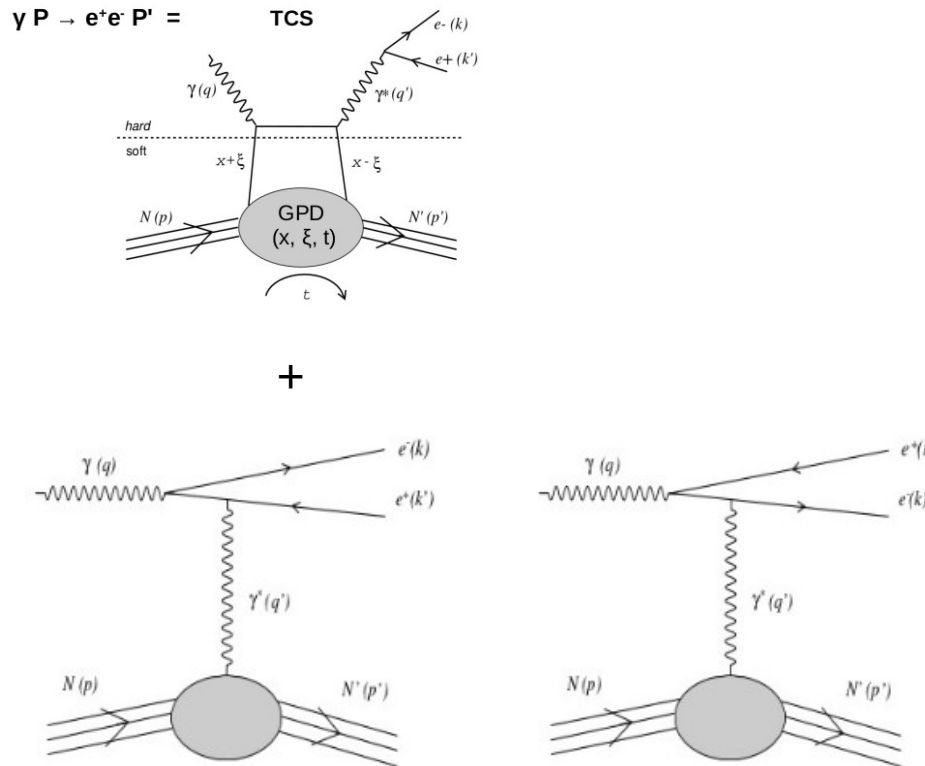 γ P → e⁺e⁻ P' = TCS
e-(k)
e+(k')
γ(q)
γ*(q')
hard
soft
x+ξ
x-ξ
N(p)
GPD
(x, ξ, t)
N'(p')
t
+
γ(q)
e⁻(k)
e⁺(k')
γ*(q')
N(p)
N'(p')
γ(q)
e⁺(
e⁻(k)
γ*(q')
N(p)
N'(p')